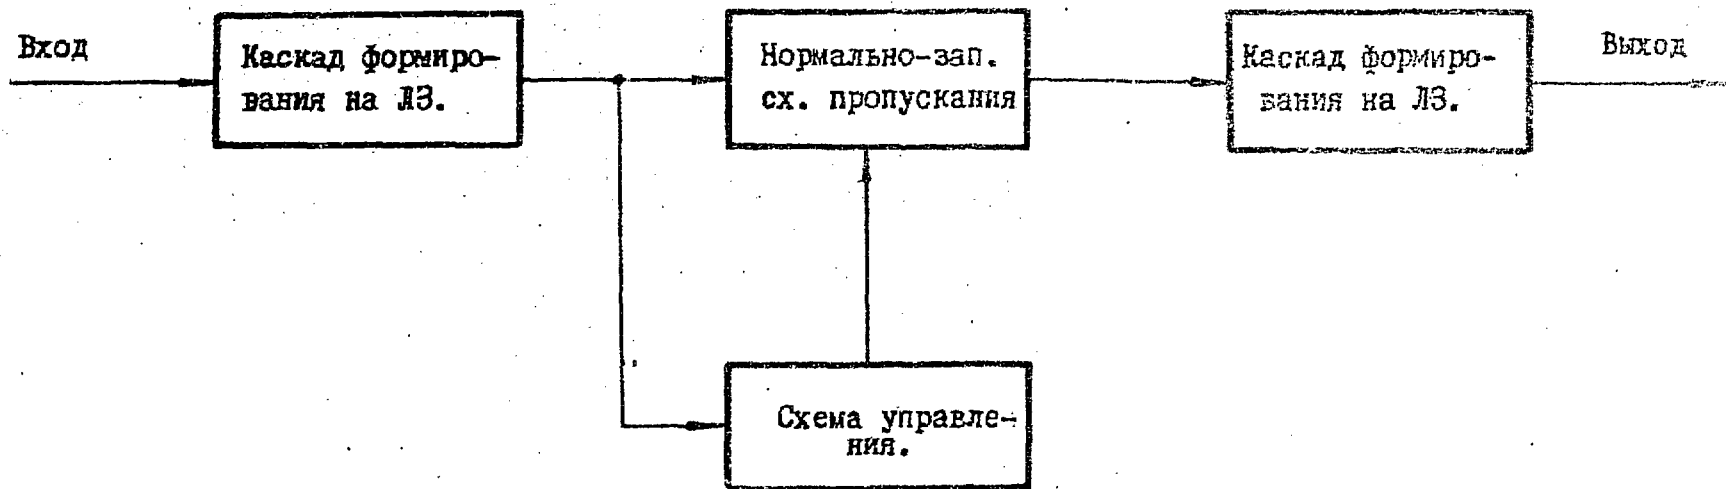 Вход
Каскад формиро-
вания на ЛЗ.
Нормально-зап.
сх. пропускания
Каскад формиро-
вания на ЛЗ.
Выход
Схема управле-
ния.